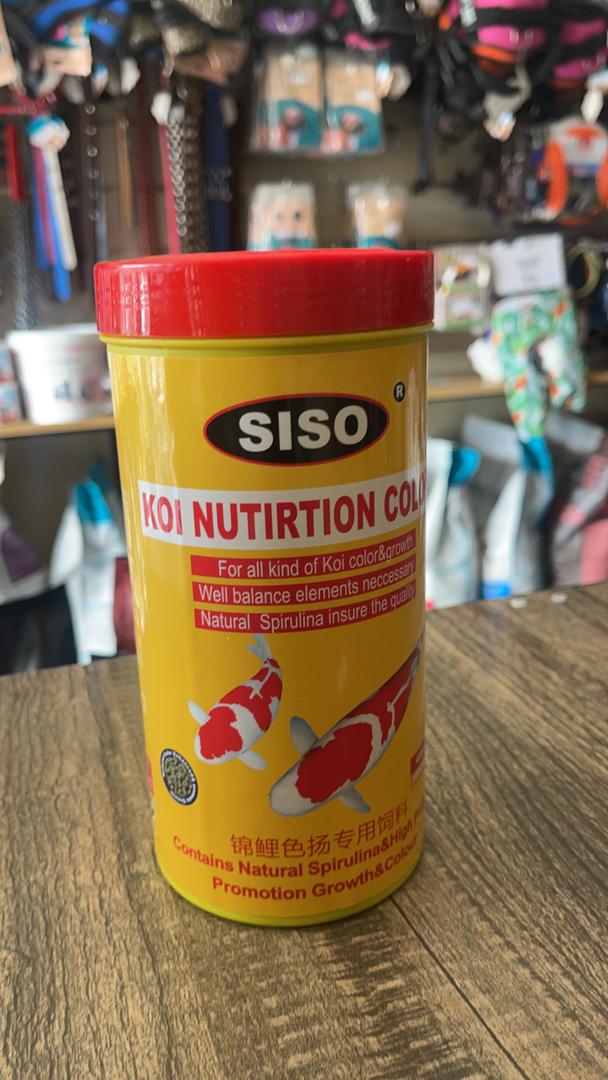 SISO
®
KOI NUTIRTION COLO
For all kind of Koi color&growth
Well balance elements neccessary
Natural Spirulina insure the quality
锦鲤色扬专用饲料
Contains Natural Spirulina&High
Promotion Growth&Colour